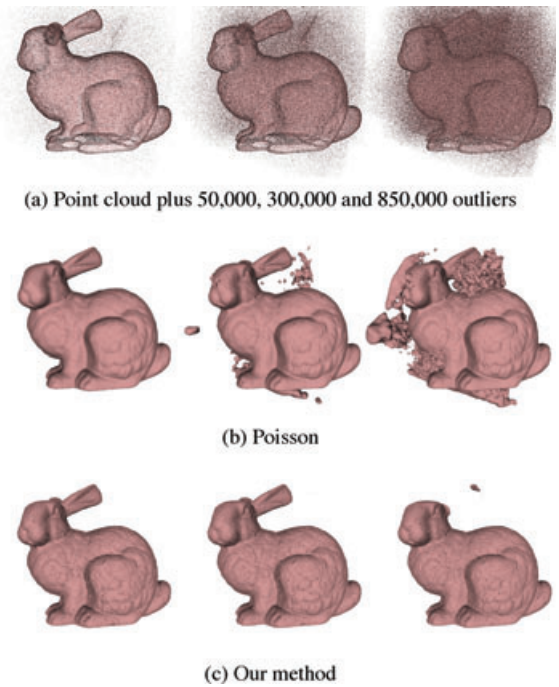 (a) Point cloud plus 50,000, 300,000 and 850,000 outliers
(b) Poisson
(c) Our method